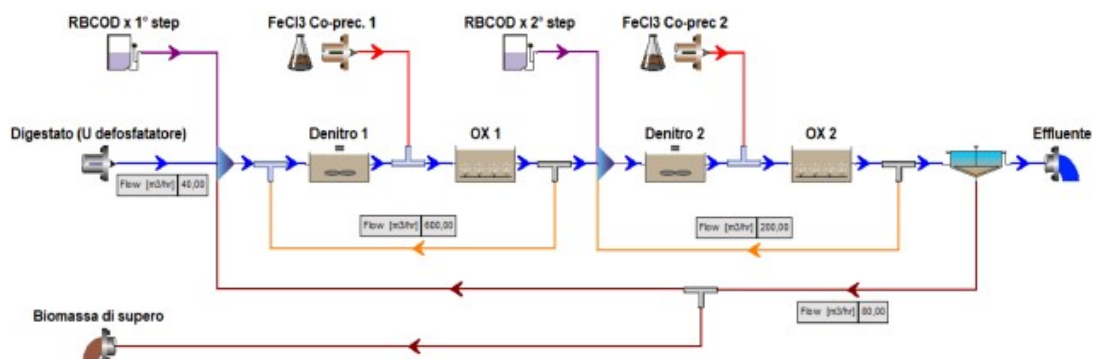 RBCOD x 1° step
FeCl3 Co-prec. 1
RBCOD x 2° step
FeCl3 Co-prec 2
Digestato (U defosfatatore)
Denitro 1
OX 1
Denitro 2
OX 2
Effluente
Flow [m3/hr] 40,00
Flow [m3/hr] 600,00
Flow [m3/hr] 200,00
Flow [m3/hr] 80,00
Biomassa di supero